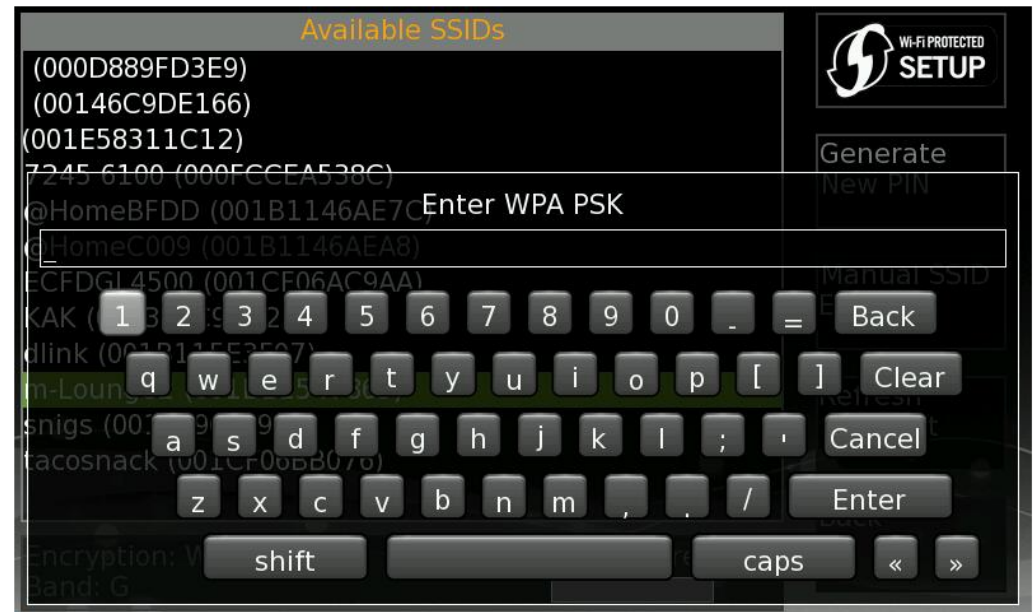 Available SSIDs
(000D889FD3E9)
(00146C9DE166)
(001E58311C12)
7245 6100 (000FCCEA538C)
@HomeBFDD (001B1146AE7C)
@HomeC009 (001B1146AEA8)
ECFDGL4500 (001CF06AC9AA)
KAK
dlink
snigs
tacosnack (001CF06BB076)
Wi-Fi PROTECTED
SETUP
Generate
New PIN
Manual SSID
Refresh
Back
Enter WPA PSK
_
1 2 3 4 5 6 7 8 9 0 - = Back
q w e r t y u i o p [ ] Clear
a s d f g h j k l ; ' Cancel
z x c v b n m , . / Enter
shift caps « »
Encryption:
Band: G